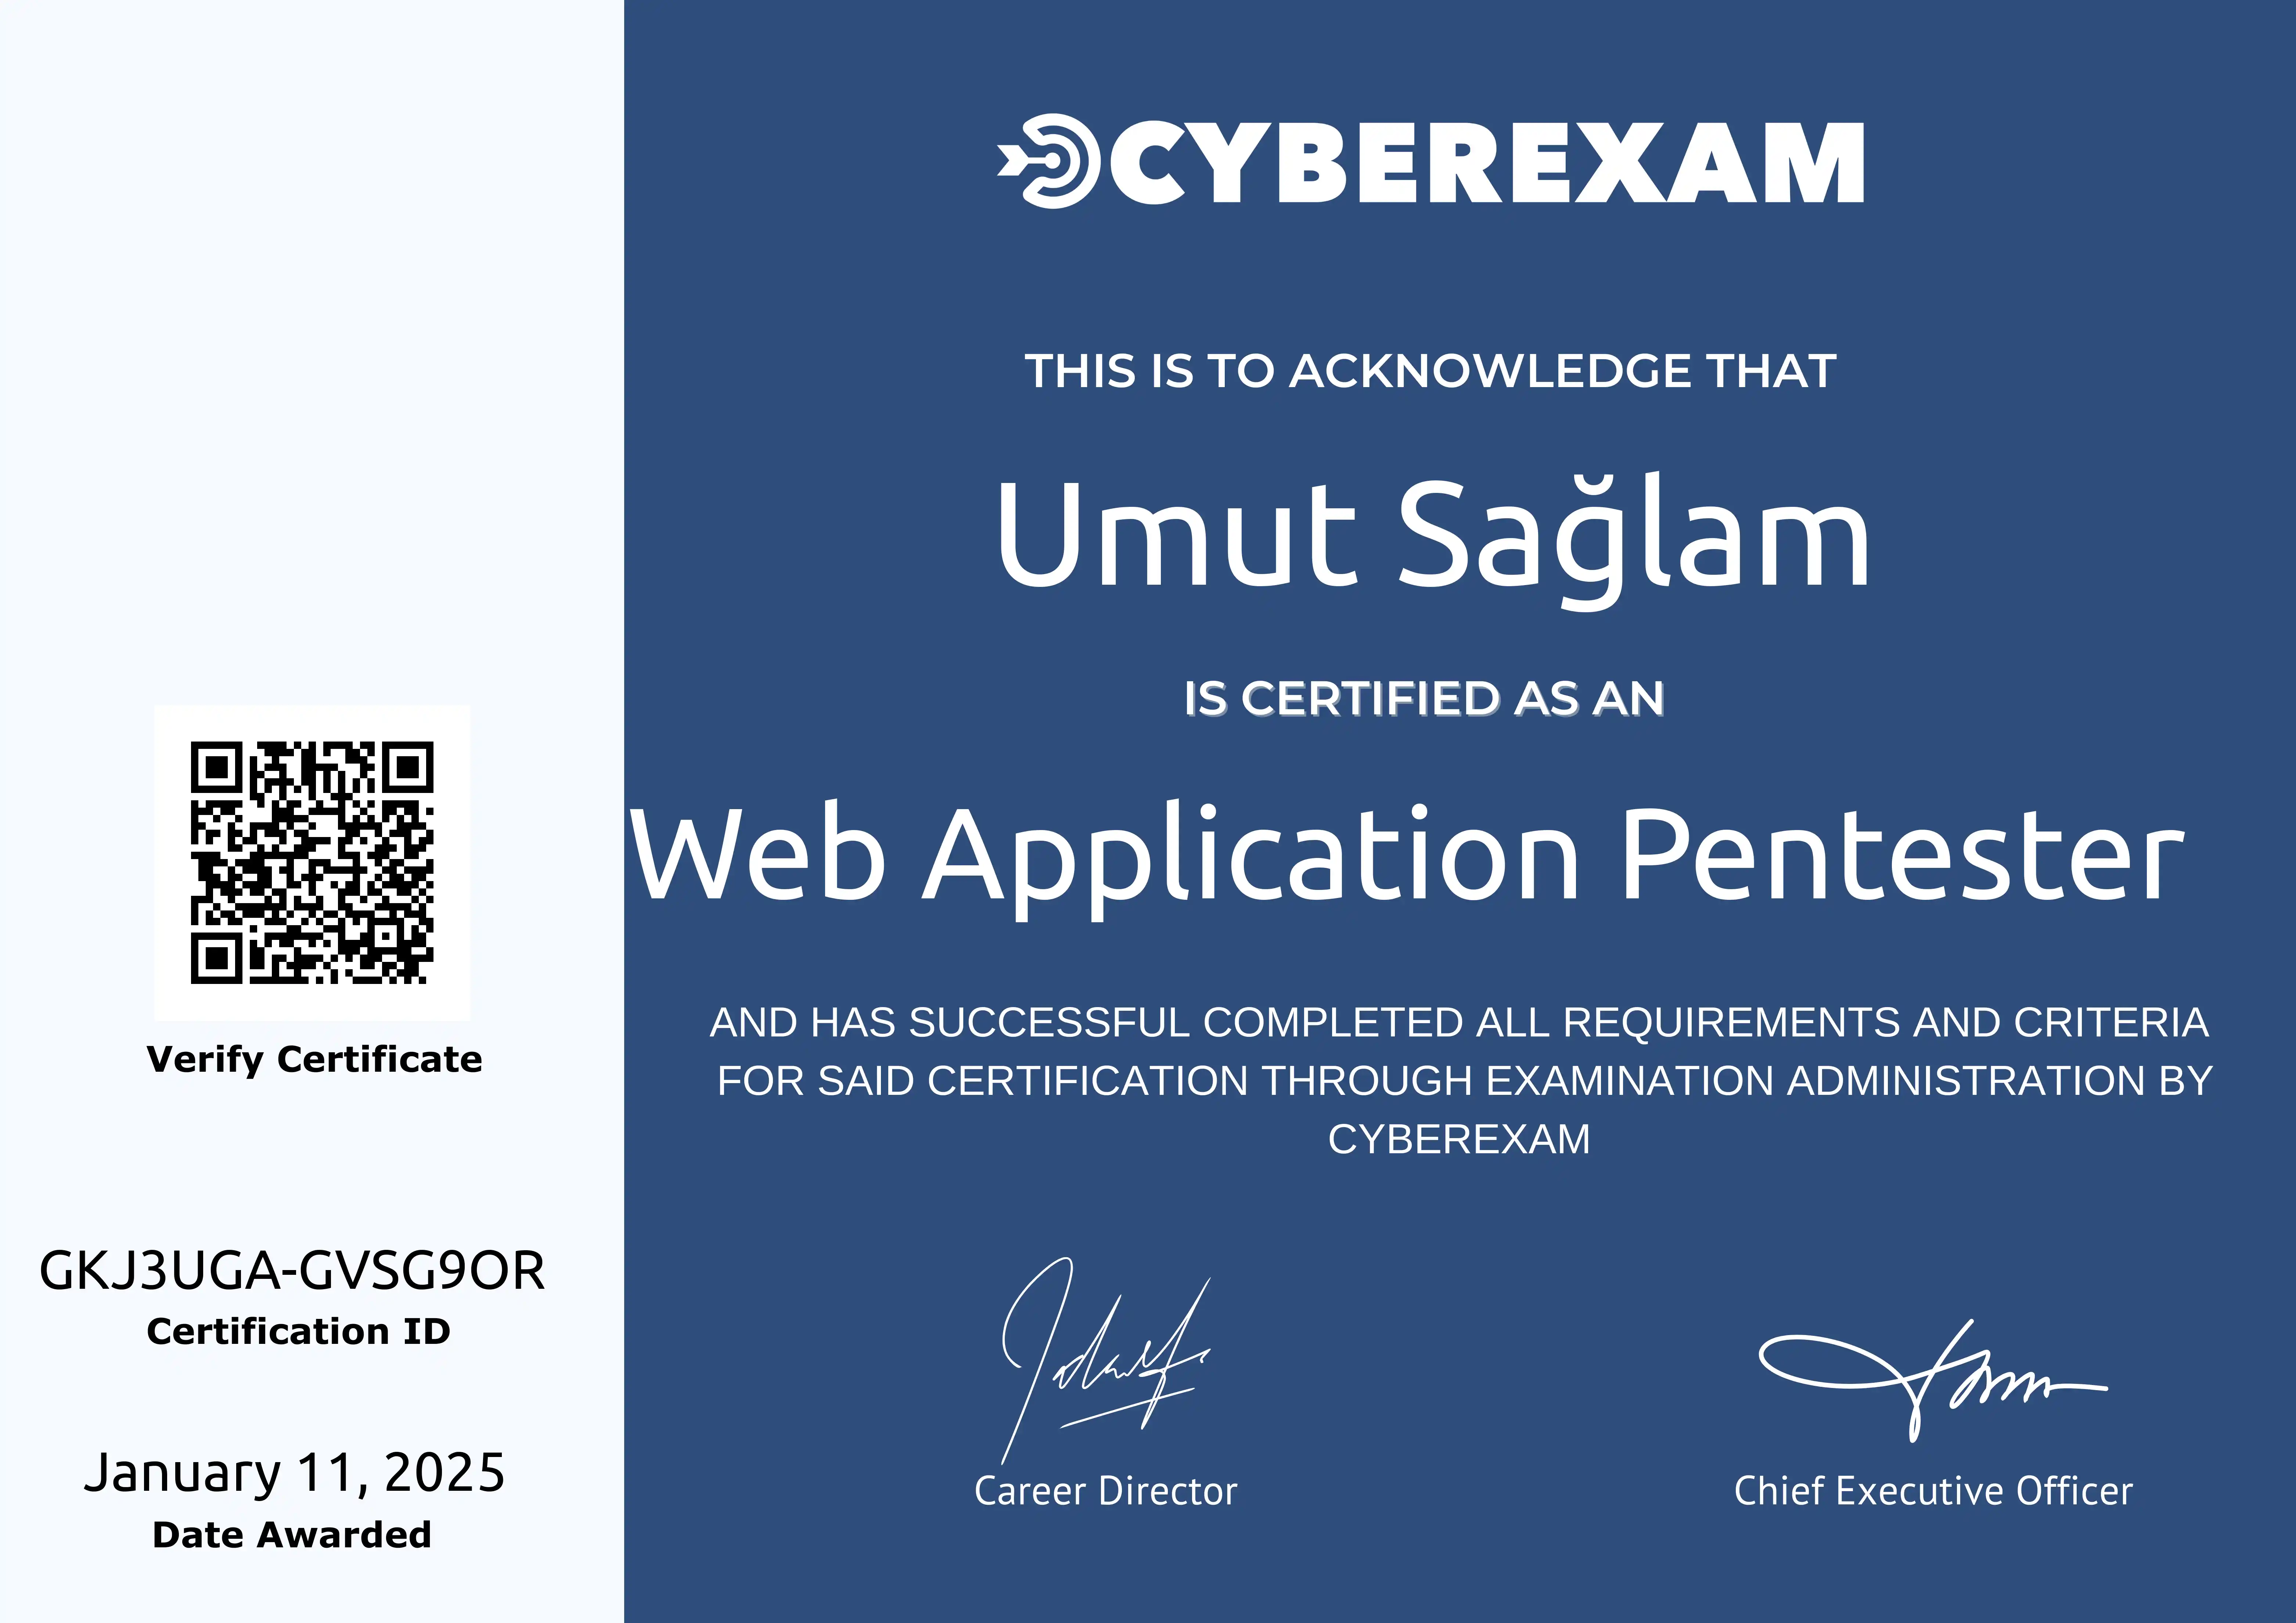 CYBEREXAM
THIS IS TO ACKNOWLEDGE THAT
Umut Sağlam
IS CERTIFIED AS AN
Web Application Pentester
AND HAS SUCCESSFUL COMPLETED ALL REQUIREMENTS AND CRITERIA
FOR SAID CERTIFICATION THROUGH EXAMINATION ADMINISTRATION BY
CYBEREXAM
Career Director
Chief Executive Officer
Verify Certificate
GKJ3UGA-GVSG9OR
Certification ID
January 11, 2025
Date Awarded